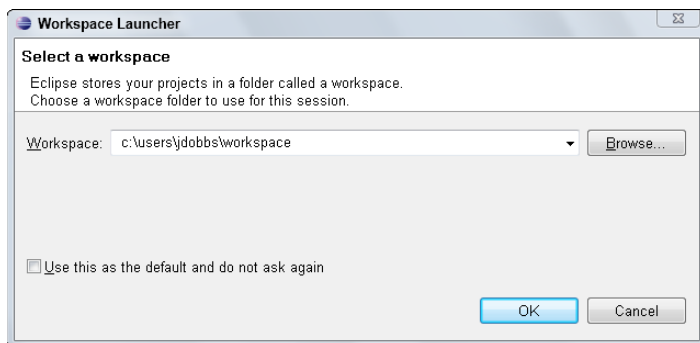 Workspace Launcher
Select a workspace
Eclipse stores your projects in a folder called a workspace.
Choose a workspace folder to use for this session.
Workspace: c:\users\jdobbs\workspace Browse...
Use this as the default and do not ask again
OK Cancel